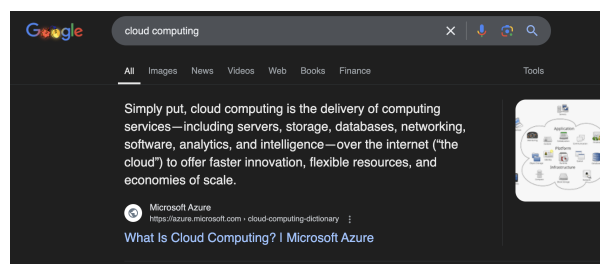 Google
cloud computing
All Images News Videos Web Books Finance Tools
Simply put, cloud computing is the delivery of computing
services—including servers, storage, databases, networking,
software, analytics, and intelligence—over the internet (“the
cloud”) to offer faster innovation, flexible resources, and
economies of scale.
Microsoft Azure
https://azure.microsoft.com › cloud-computing-dictionary
What Is Cloud Computing? | Microsoft Azure
Application
Platform
Infrastructure